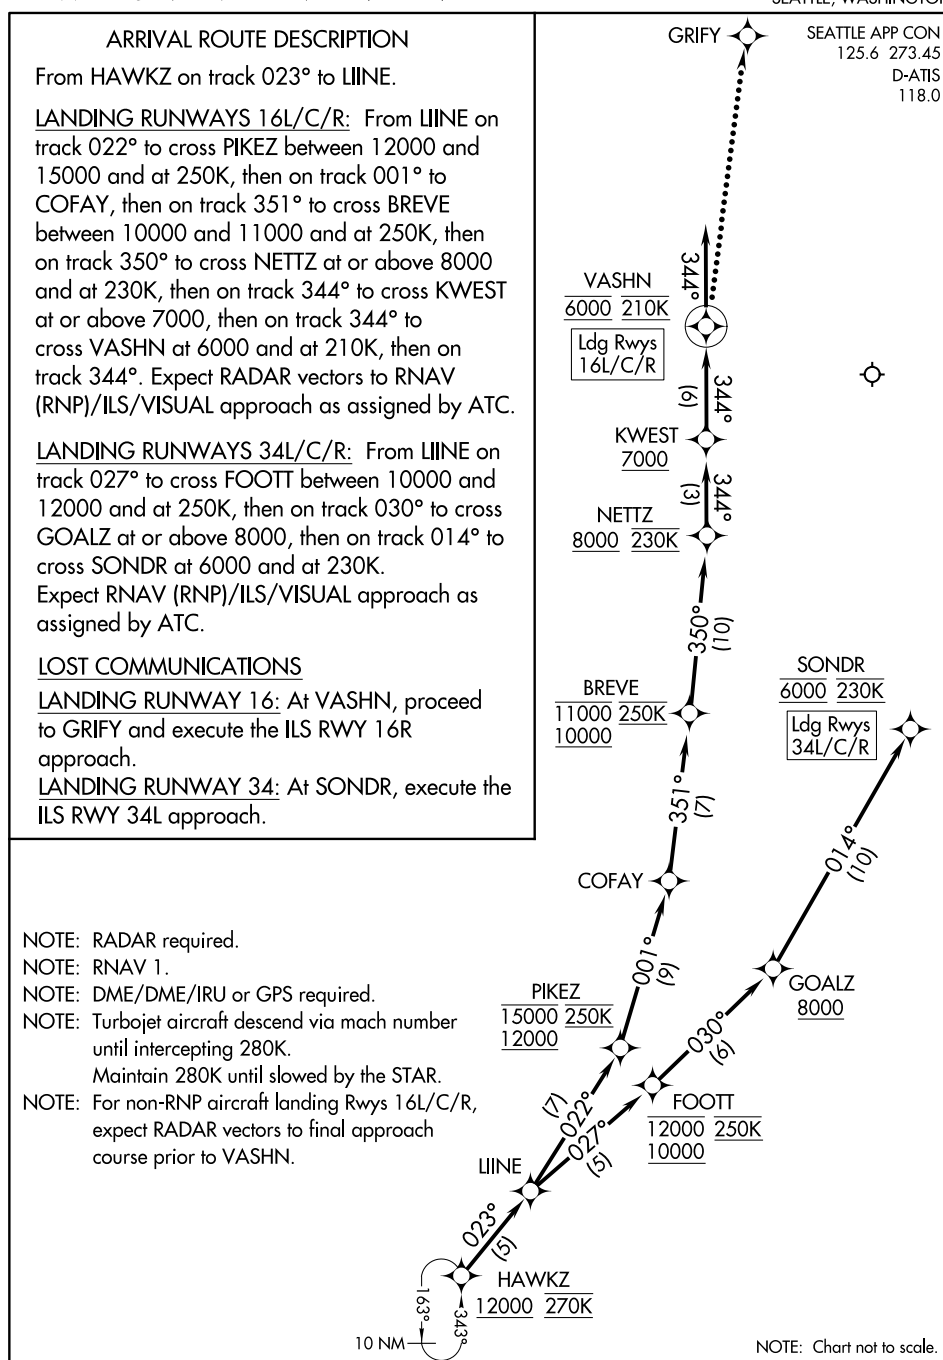 SEATTLE, WASHINGTON
ARRIVAL ROUTE DESCRIPTION
From HAWKZ on track 023° to LIINE.
LANDING RUNWAYS 16L/C/R: From LIINE on
track 022° to cross PIKEZ between 12000 and
15000 and at 250K, then on track 001° to
COFAY, then on track 351° to cross BREVE
between 10000 and 11000 and at 250K, then
on track 350° to cross NETTZ at or above 8000
and at 230K, then on track 344° to cross KWEST
at or above 7000, then on track 344° to
cross VASHN at 6000 and at 210K, then on
track 344°. Expect RADAR vectors to RNAV
(RNP)/ILS/VISUAL approach as assigned by ATC.
LANDING RUNWAYS 34L/C/R: From LIINE on
track 027° to cross FOOTT between 10000 and
12000 and at 250K, then on track 030° to cross
GOALZ at or above 8000, then on track 014° to
cross SONDR at 6000 and at 230K.
Expect RNAV (RNP)/ILS/VISUAL approach as
assigned by ATC.
LOST COMMUNICATIONS
LANDING RUNWAY 16: At VASHN, proceed
to GRIFY and execute the ILS RWY 16R
approach.
LANDING RUNWAY 34: At SONDR, execute the
ILS RWY 34L approach.
NOTE: RADAR required.
NOTE: RNAV 1.
NOTE: DME/DME/IRU or GPS required.
NOTE: Turbojet aircraft descend via mach number
until intercepting 280K.
Maintain 280K until slowed by the STAR.
NOTE: For non-RNP aircraft landing Rwys 16L/C/R,
expect RADAR vectors to final approach
course prior to VASHN.
GRIFY
SEATTLE APP CON
125.6 273.45
D-ATIS
118.0
344°
VASHN
6000 210K
Ldg Rwys
16L/C/R
344°
(6)
KWEST
7000
344°
(3)
NETTZ
8000 230K
350°
(10)
BREVE
11000 250K
10000
SONDR
6000 230K
Ldg Rwys
34L/C/R
351°
(7)
014°
(10)
COFAY
001°
(9)
GOALZ
8000
PIKEZ
15000 250K
12000
030°
(6)
FOOTT
12000 250K
10000
(7)
022°
027°
(5)
LIINE
023°
(5)
HAWKZ
12000 270K
163°
343°
10 NM
NOTE: Chart not to scale.